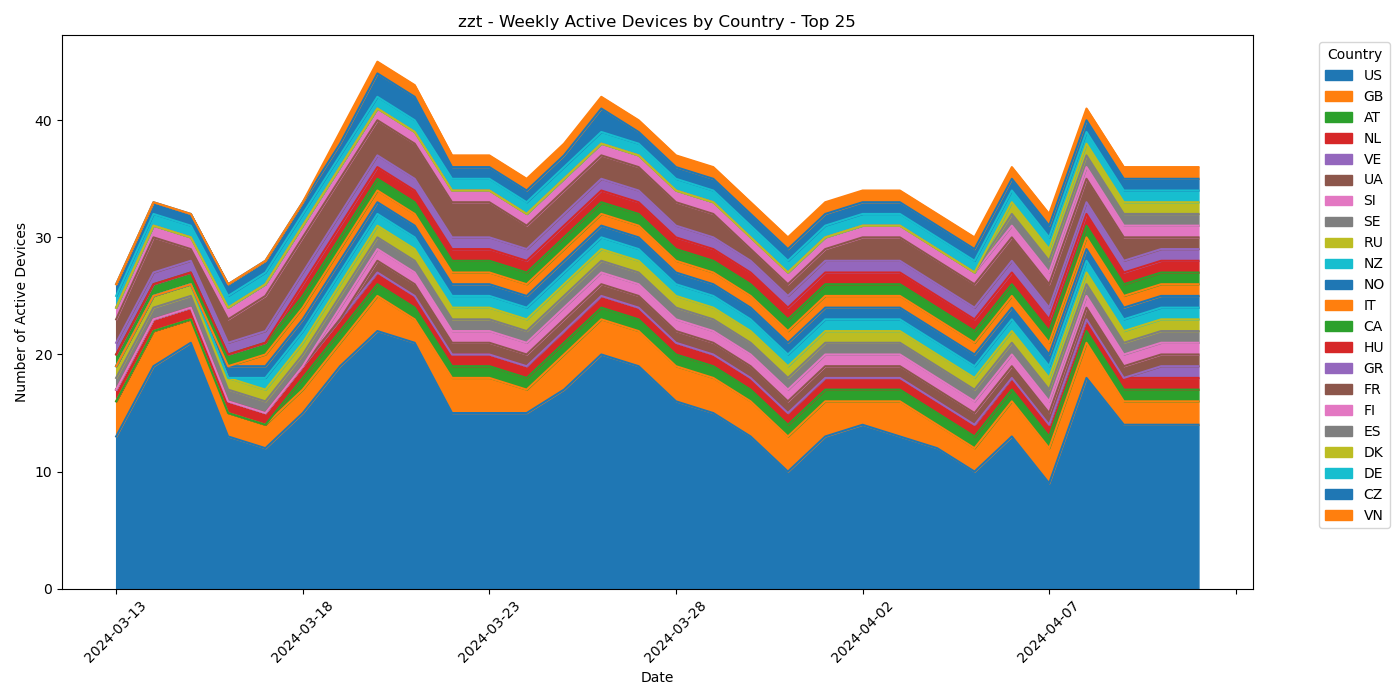 zzt - Weekly Active Devices by Country - Top 25
Number of Active Devices
40
30
20
10
0
2024-03-13
2024-03-18
2024-03-23
2024-03-28
2024-04-02
2024-04-07
Date
Country
US
GB
AT
NL
VE
UA
SI
SE
RU
NZ
NO
IT
CA
HU
GR
FR
FI
ES
DK
DE
CZ
VN